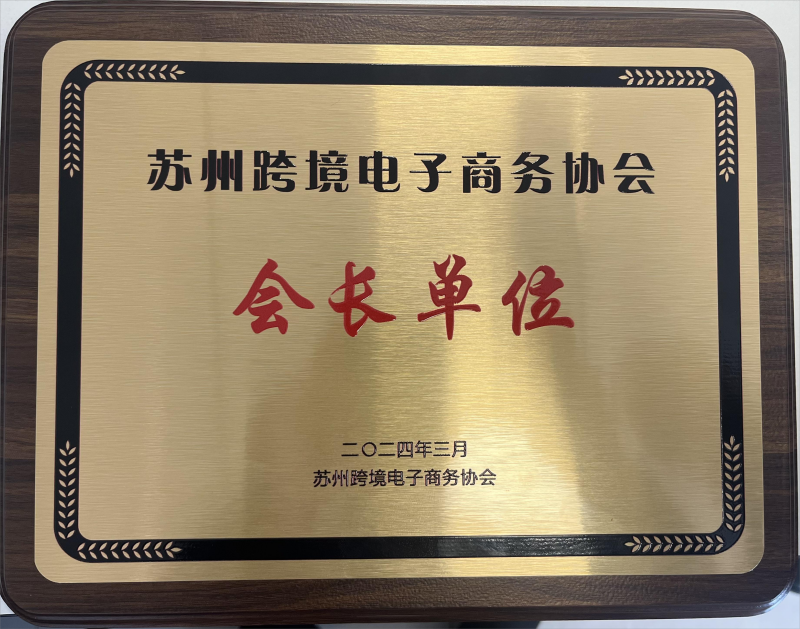 苏州跨境电子商务协会
会长单位
二〇二四年三月
苏州跨境电子商务协会